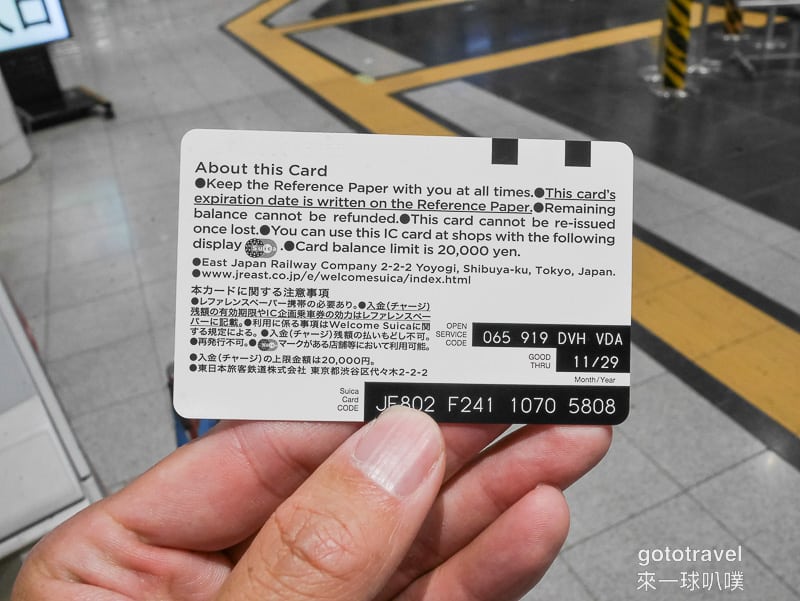 About this Card
●Keep the Reference Paper with you at all times.●This card's
expiration date is written on the Reference Paper.●Remaining
balance cannot be refunded.●This card cannot be re-issued
once lost.●You can use this IC card at shops with the following
display Suica .●Card balance limit is 20,000 yen.
●East Japan Railway Company 2-2-2 Yoyogi, Shibuya-ku, Tokyo, Japan.
●www.jreast.co.jp/e/welcomesuica/index.html
本カードに関する注意事項
●レファレンスペーパー携帯の必要あり。●入金(チャージ)
残額の有効期限やIC企画乗車券の効力はレファレンスペー
パーに記載。●利用に係る事項はWelcome Suicaに関
する規定による。●入金(チャージ)残額の払いもどし不可。
●再発行不可。●Suicaマークがある店舗等において利用可能。
●入金(チャージ)の上限金額は20,000円。
●東日本旅客鉄道株式会社 東京都渋谷区代々木2-2-2
OPEN
SERVICE
CODE
065 919 DVH VDA
GOOD
THRU
11/29
Month/Year
Suica
Card
CODE
JE802 F241 1070 5808
gototravel
來一球叭噗